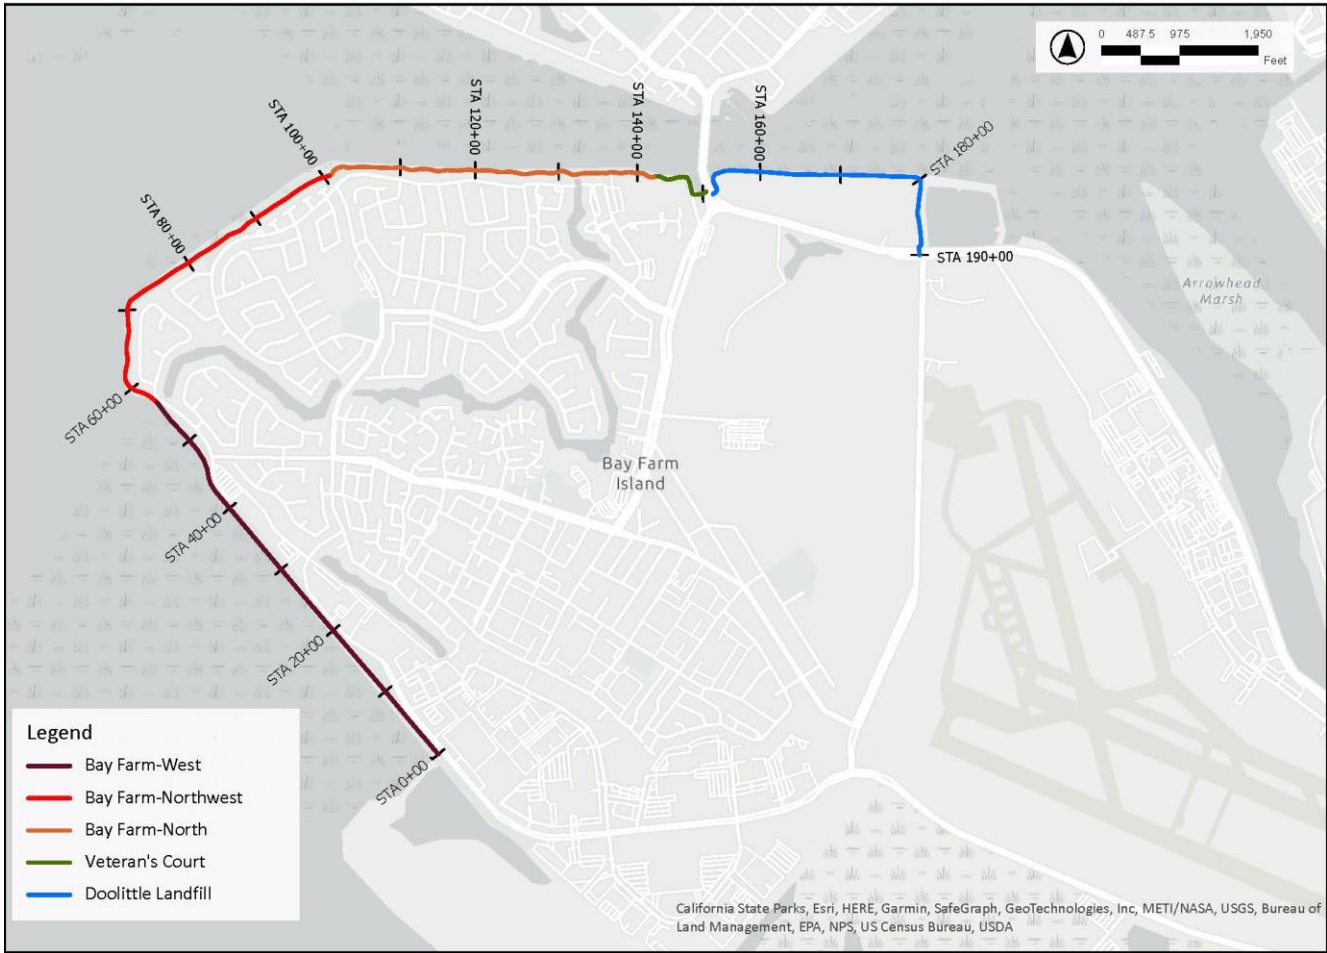 0 487.5 975 1,950
Feet
STA 100+00
STA 120+00
STA 140+00
STA 160+00
STA 180+00
STA 80+00
STA 190+00
Arrowhead
Marsh
STA 60+00
Bay Farm
Island
STA 40+00
STA 20+00
STA 0+00
Legend
Bay Farm-West
Bay Farm-Northwest
Bay Farm-North
Veteran's Court
Doolittle Landfill
California State Parks, Esri, HERE, Garmin, SafeGraph, GeoTechnologies, Inc, METI/NASA, USGS, Bureau of
Land Management, EPA, NPS, US Census Bureau, USDA